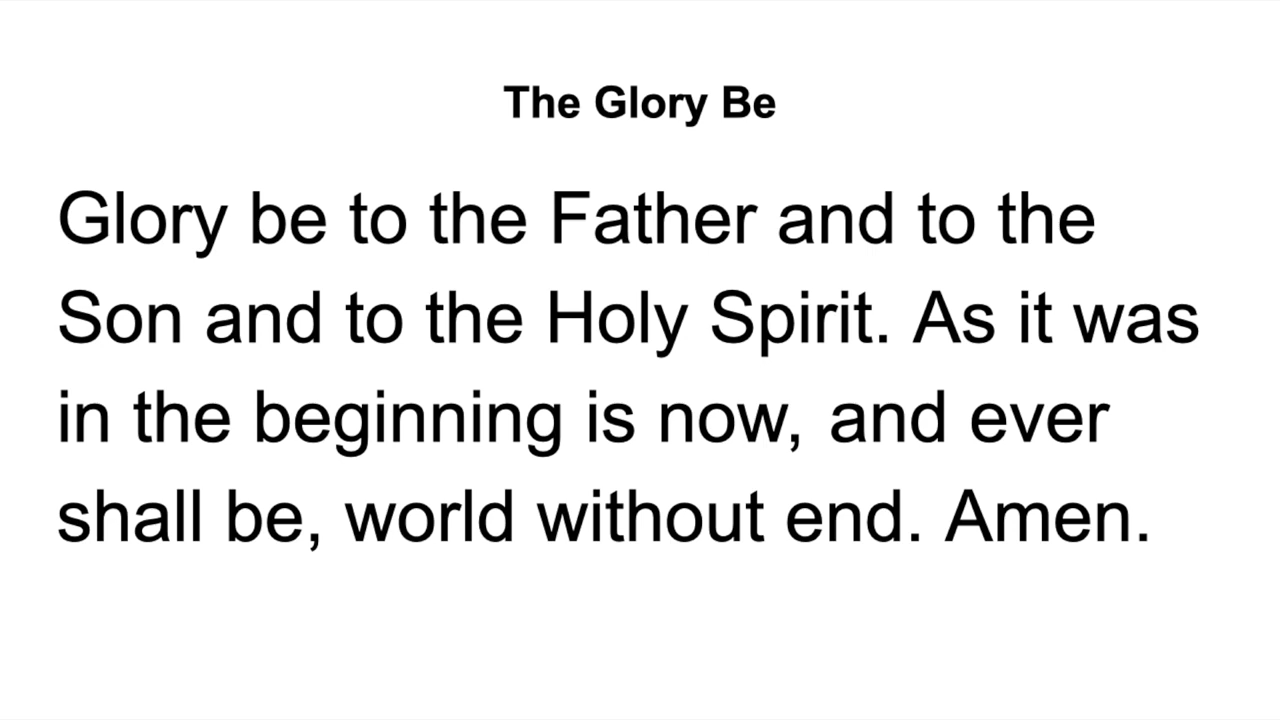 The Glory Be
Glory be to the Father and to the
Son and to the Holy Spirit. As it was
in the beginning is now, and ever
shall be, world without end. Amen.